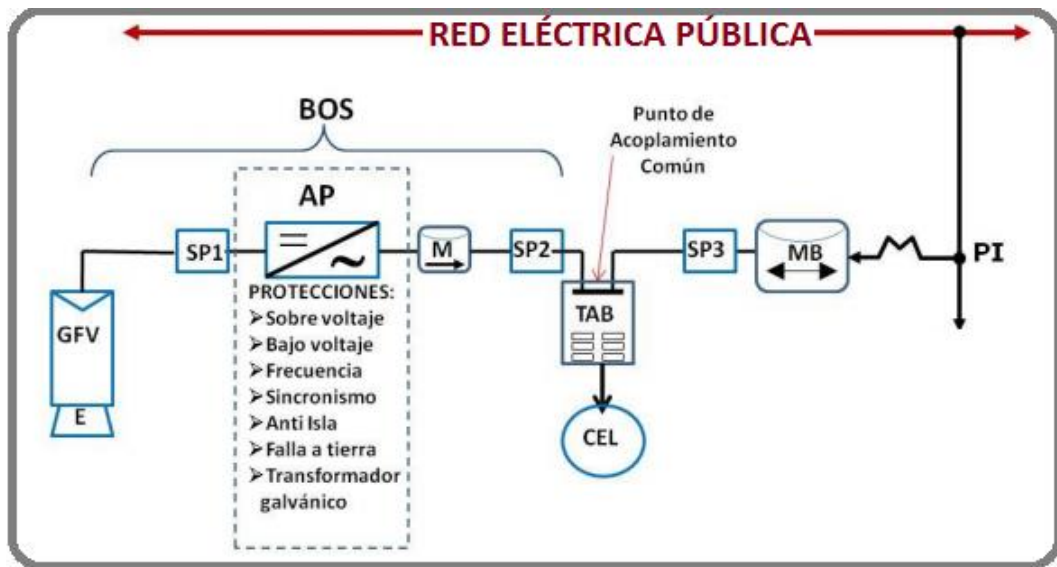 RED ELÉCTRICA PÚBLICA
BOS
Punto de
Acoplamiento
Común
AP
SP1
M
SP2
SP3
MB
PI
PROTECCIONES:
➢Sobre voltaje
➢Bajo voltaje
➢Frecuencia
➢Sincronismo
➢Anti Isla
➢Falla a tierra
➢Transformador
galvánico
GFV
E
TAB
CEL